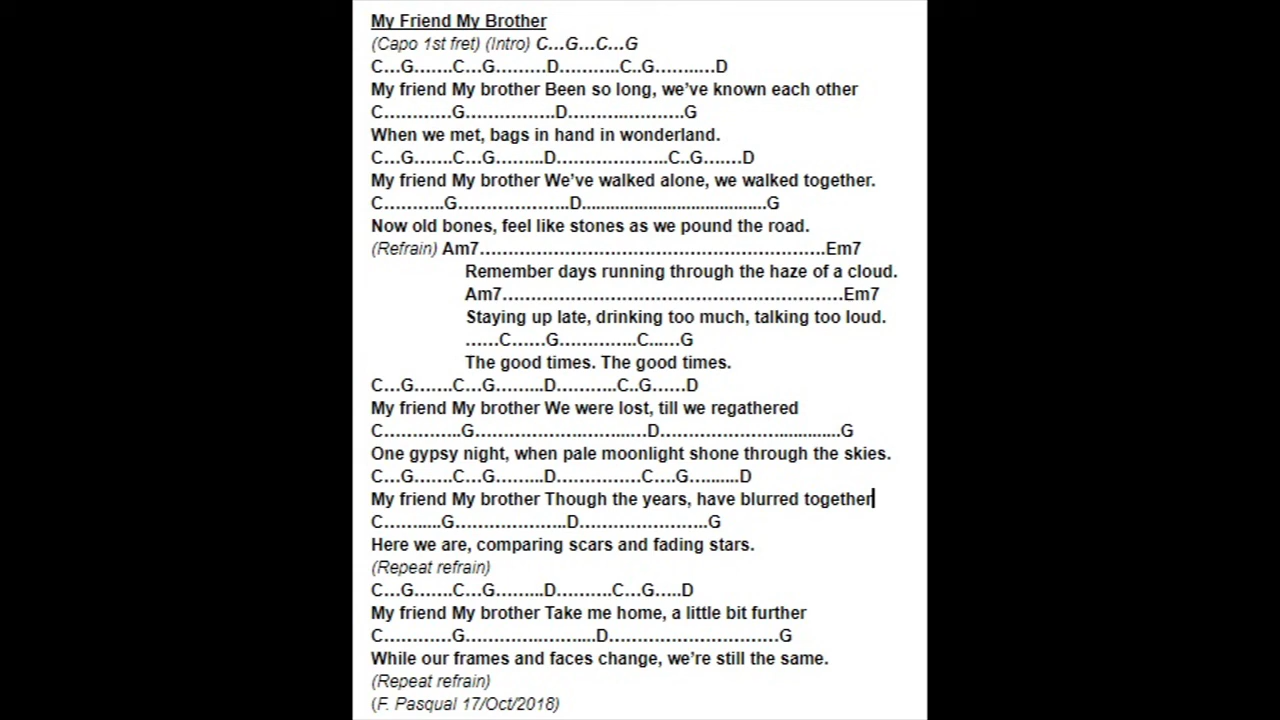 My Friend My Brother
(Capo 1st fret) (Intro) C...G...C...G
C...G.......C...G.........D...........C..G..........D
My friend My brother Been so long, we've known each other
C............G................D....................G
When we met, bags in hand in wonderland.
C...G.......C...G.........D....................C..G.......D
My friend My brother We've walked alone, we walked together.
C...........G....................D.....................................G
Now old bones, feel like stones as we pound the road.
(Refrain) Am7............................................................Em7
Remember days running through the haze of a cloud.
Am7...........................................................Em7
Staying up late, drinking too much, talking too loud.
......C......G..............C......G
The good times. The good times.
C...G.......C...G.........D...........C..G......D
My friend My brother We were lost, till we regathered
C..............G..............................D................................G
One gypsy night, when pale moonlight shone through the skies.
C...G.......C...G.........D...............C....G.........D
My friend My brother Though the years, have blurred together
C..........G....................D.......................G
Here we are, comparing scars and fading stars.
(Repeat refrain)
C...G.......C...G.........D..........C...G.....D
My friend My brother Take me home, a little bit further
C............G.......................D..............................G
While our frames and faces change, we're still the same.
(Repeat refrain)
(F. Pasqual 17/Oct/2018)